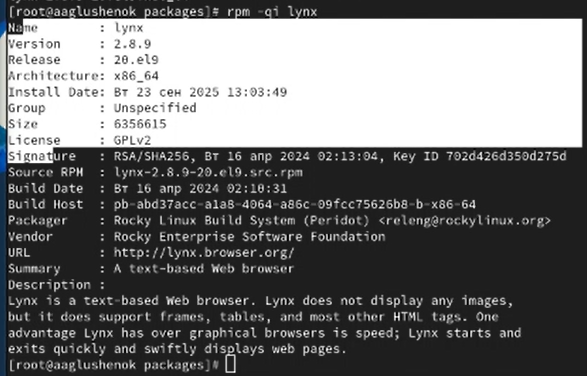 [root@aaglushenok packages]# rpm -qi lynx
Name        : lynx
Version     : 2.8.9
Release     : 20.el9
Architecture: x86_64
Install Date: Вт 23 сен 2025 13:03:49
Group       : Unspecified
Size        : 6356615
License     : GPLv2
Signature   : RSA/SHA256, Вт 16 апр 2024 02:13:04, Key ID 702d426d350d275d
Source RPM  : lynx-2.8.9-20.el9.src.rpm
Build Date  : Вт 16 апр 2024 02:10:31
Build Host  : pb-abd37acc-a1a8-4064-a86c-09fcc75626b8-b-x86-64
Packager    : Rocky Linux Build System (Peridot) <releng@rockylinux.org>
Vendor      : Rocky Enterprise Software Foundation
URL         : http://lynx.browser.org/
Summary     : A text-based Web browser
Description :
Lynx is a text-based Web browser. Lynx does not display any images,
but it does support frames, tables, and most other HTML tags. One
advantage Lynx has over graphical browsers is speed; Lynx starts and
exits quickly and swiftly displays web pages.
[root@aaglushenok packages]#